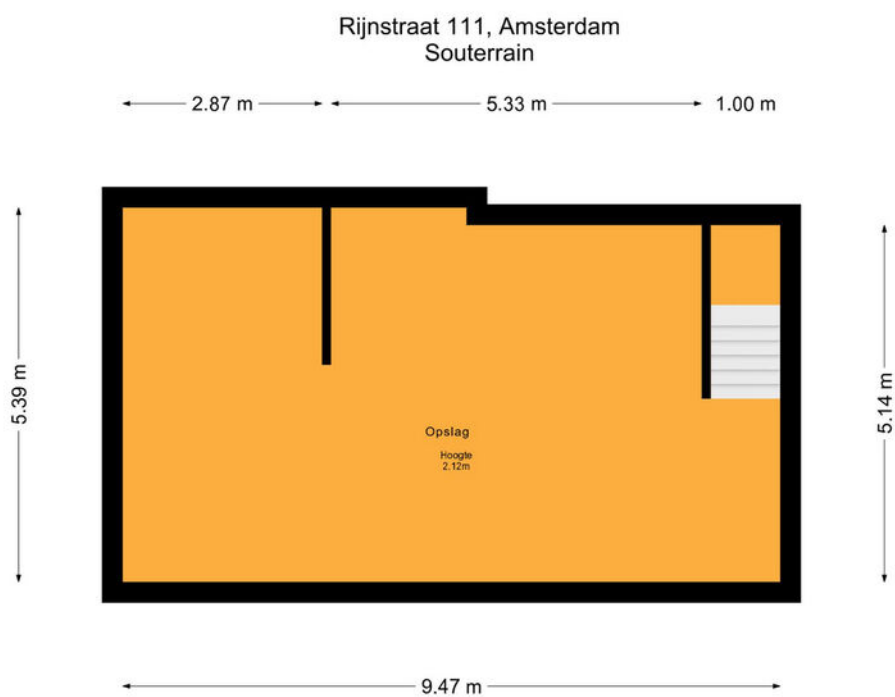 Rijnstraat 111, Amsterdam
Souterrain
2.87 m
5.33 m
1.00 m
5.39 m
5.14 m
Opslag
Hoogte
2.12m
9.47 m